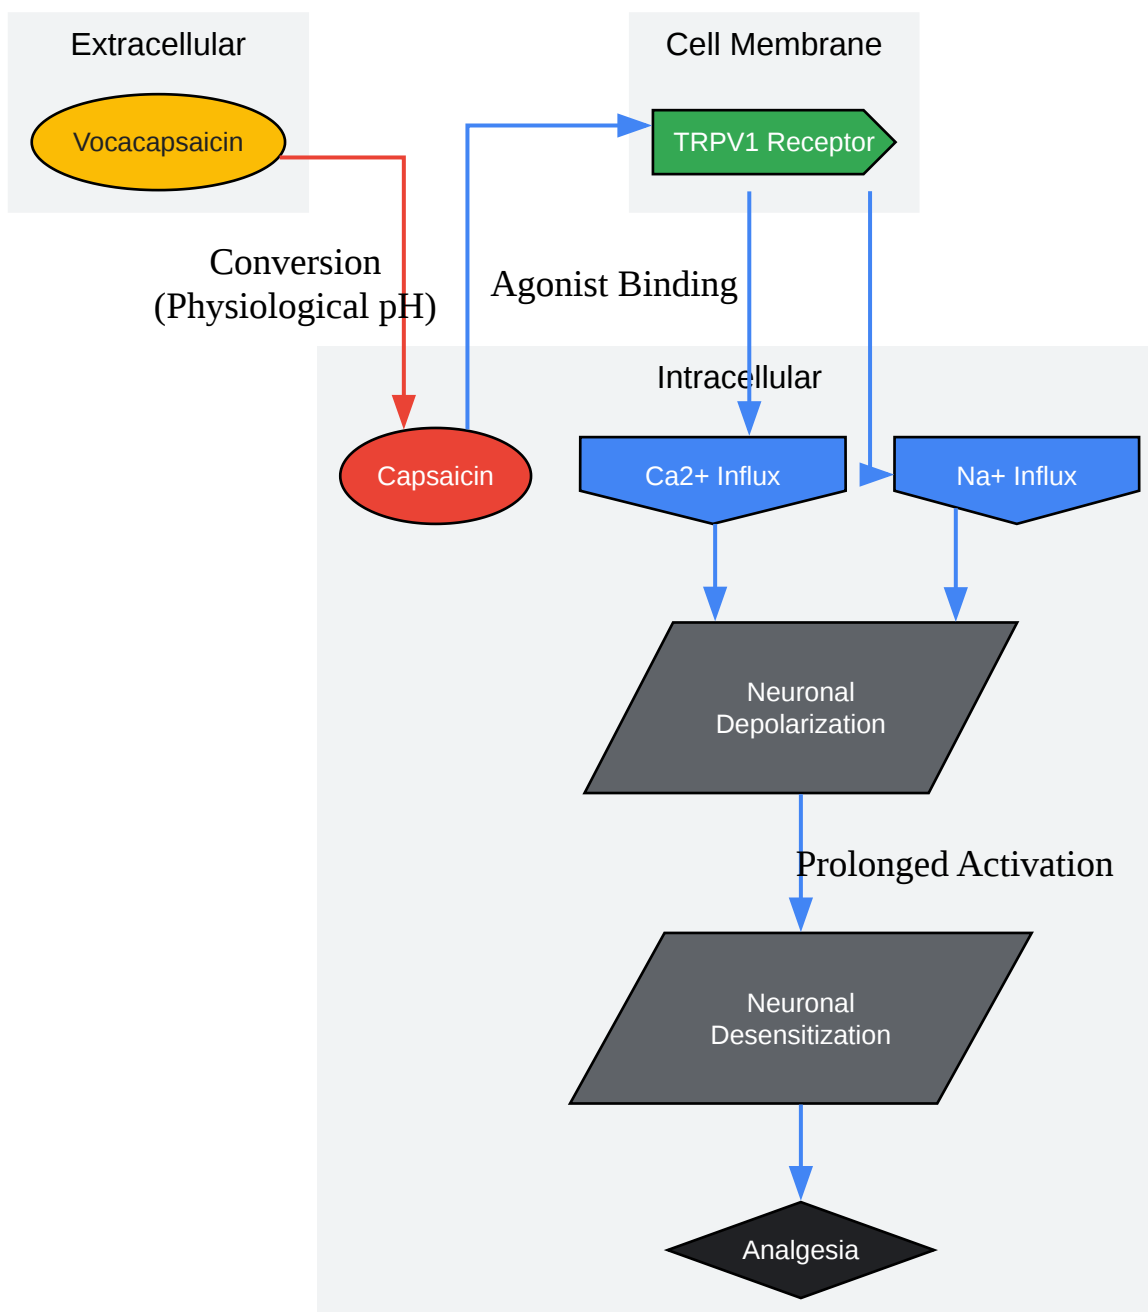 Extracellular
Cell Membrane
Vocacapsaicin
TRPV1 Receptor
Conversion
(Physiological pH)
Agonist Binding
Intracellular
Capsaicin
Ca2+ Influx
Na+ Influx
Neuronal
Depolarization
Prolonged Activation
Neuronal
Desensitization
Analgesia